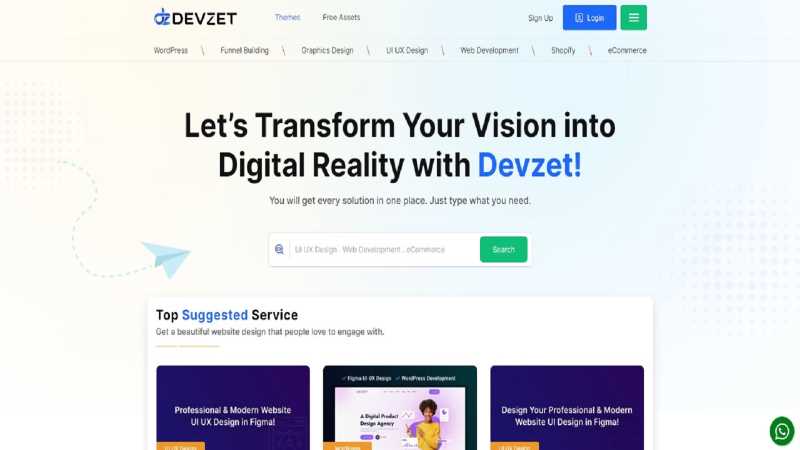 DEVZET
Themes
Free Assets
Sign Up
Login
WordPress \ Funnel Building \ Graphics Design \ UI UX Design \ Web Development \ Shopify \ eCommerce
Let's Transform Your Vision into
Digital Reality with Devzet!
You will get every solution in one place. Just type what you need.
UI UX Design . Web Development . eCommerce
Search
Top Suggested Service
Get a beautiful website design that people love to engage with.
Professional & Modern Website
UI UX Design in Figma!
UI UX Design
✓ Figma UI UX Design ✓ WordPress Development
A Digital Product
Design Agency
WordPress
Design Your Professional & Modern
Website UI Design in Figma!
UI UX Design